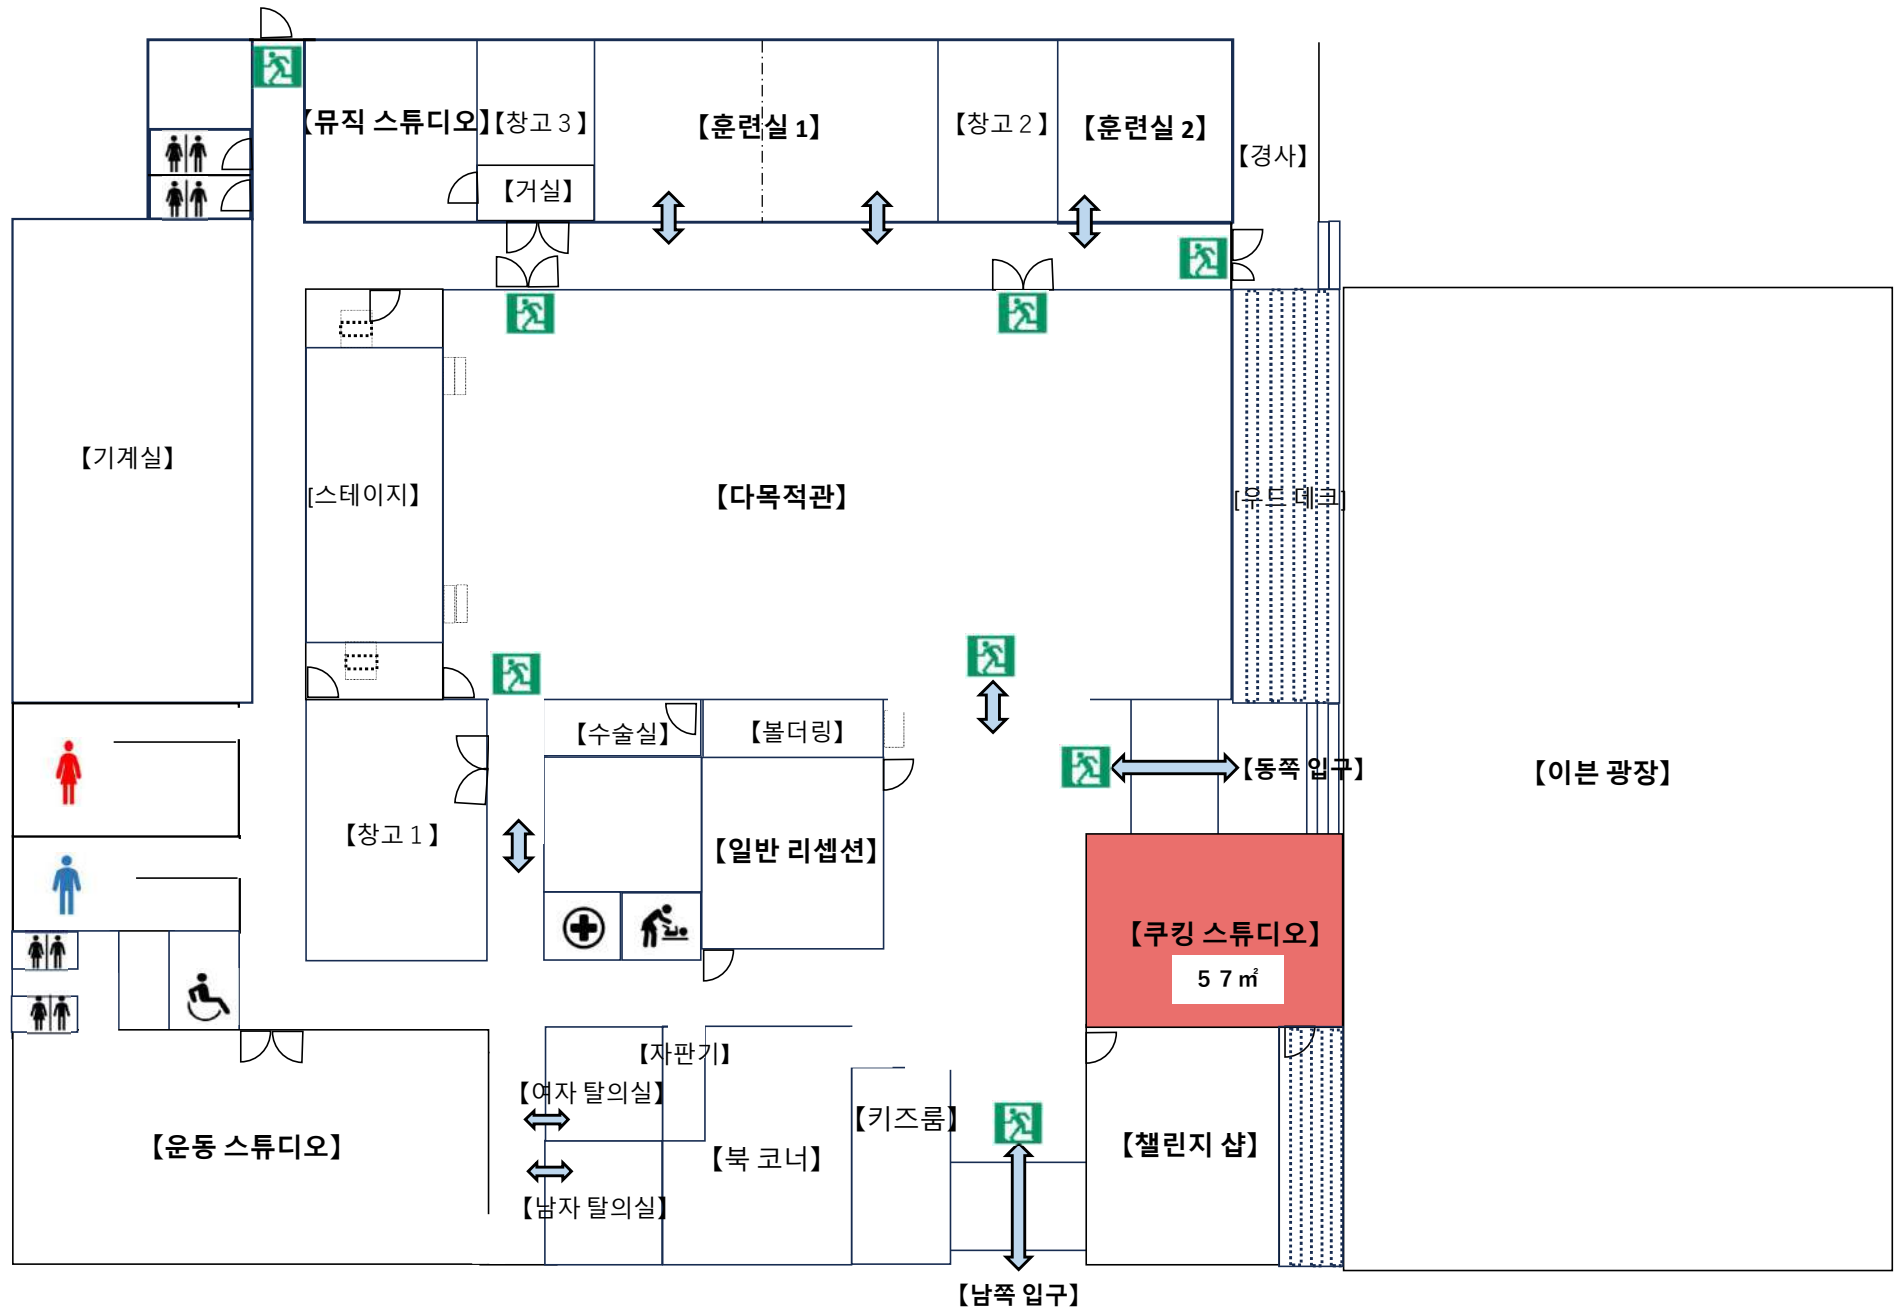 【뮤직 스튜디오】
【창고３】
【훈련실 1】
【창고２】
【훈련실 2】
【경사】
【거실】
【기계실】
[스테이지】
【다목적관】
[우드 데크]
【수술실】
【볼더링】
【동쪽 입구】
【이븐 광장】
【창고１】
【일반 리셉션】
【쿠킹 스튜디오】
５７㎡
【자판기】
【여자 탈의실】
【키즈룸】
【운동 스튜디오】
【북 코너】
【챌린지 샵】
【남자 탈의실】
【남쪽 입구】